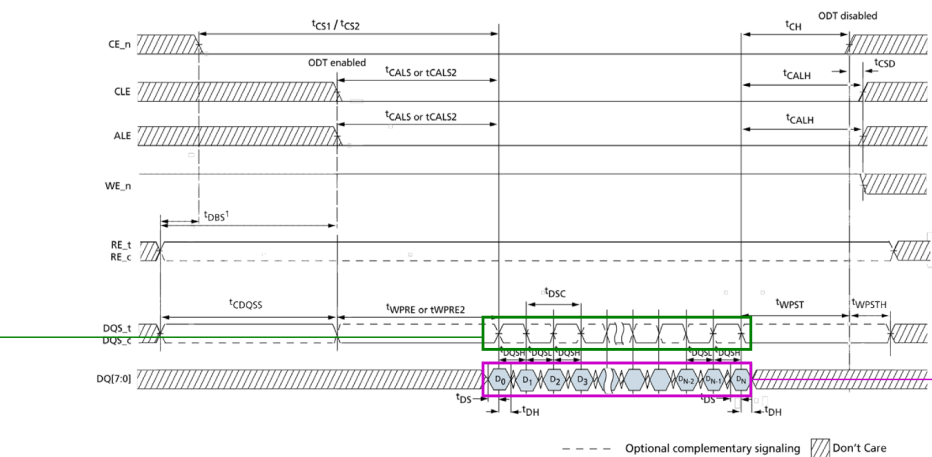 ODT disabled
tCS1 / tCS2
tCH
CE_n
ODT enabled
tCALS or tCALS2
tCALH
tCSD
CLE
tCALS or tCALS2
tCALH
ALE
WE_n
tDBS1
RE_t
RE_c
tCDQSS
tWPRE or tWPRE2
tDSC
tWPST
tWPSTH
DQS_t
DQS_c
tDQSH tDQSL tDQSH tDQSL tDQSH
DQ[7:0]
D0 D1 D2 D3 DN-2 DN-1 DN
tDS tDS
tDH tDH
Optional complementary signaling Don't Care